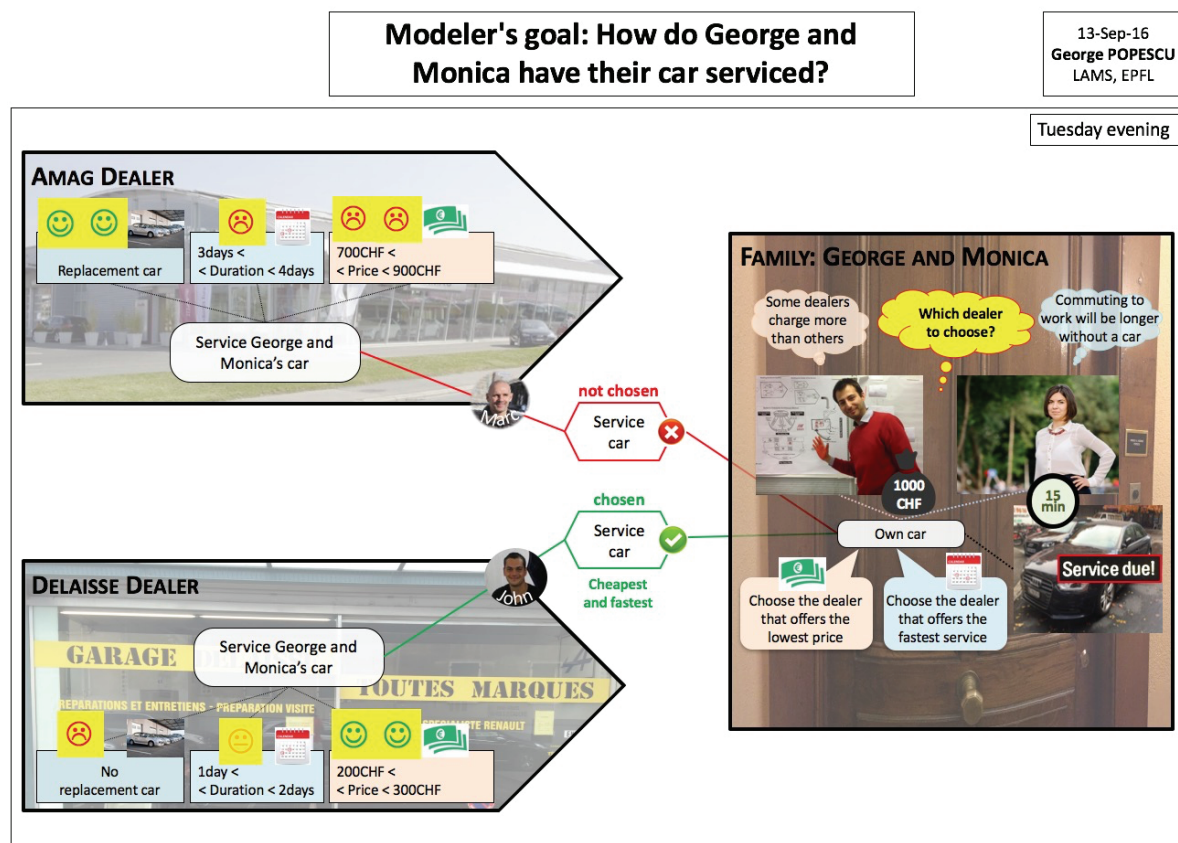 Modeler's goal: How do George and
Monica have their car serviced?
13-Sep-16
George POPESCU
LAMS, EPFL
Tuesday evening
AMAG DEALER
Replacement car
3days <
< Duration < 4days
700CHF <
< Price < 900CHF
Service George and
Monica's car
Marc
not chosen
Service
car
chosen
Service
car
Cheapest
and fastest
John
DELAISSE DEALER
Service George and
Monica's car
GARAGE
TOUTES MARQUES
REPARATIONS ET ENTRETIENS - PREPARATION VISITE
SPECIALISTE RENAULT
No
replacement car
1day <
< Duration < 2days
200CHF <
< Price < 300CHF
FAMILY: GEORGE AND MONICA
Some dealers
charge more
than others
Which dealer
to choose?
Commuting to
work will be longer
without a car
1000
CHF
15
min
Own car
Service due!
Choose the dealer
that offers the
lowest price
Choose the dealer
that offers the
fastest service